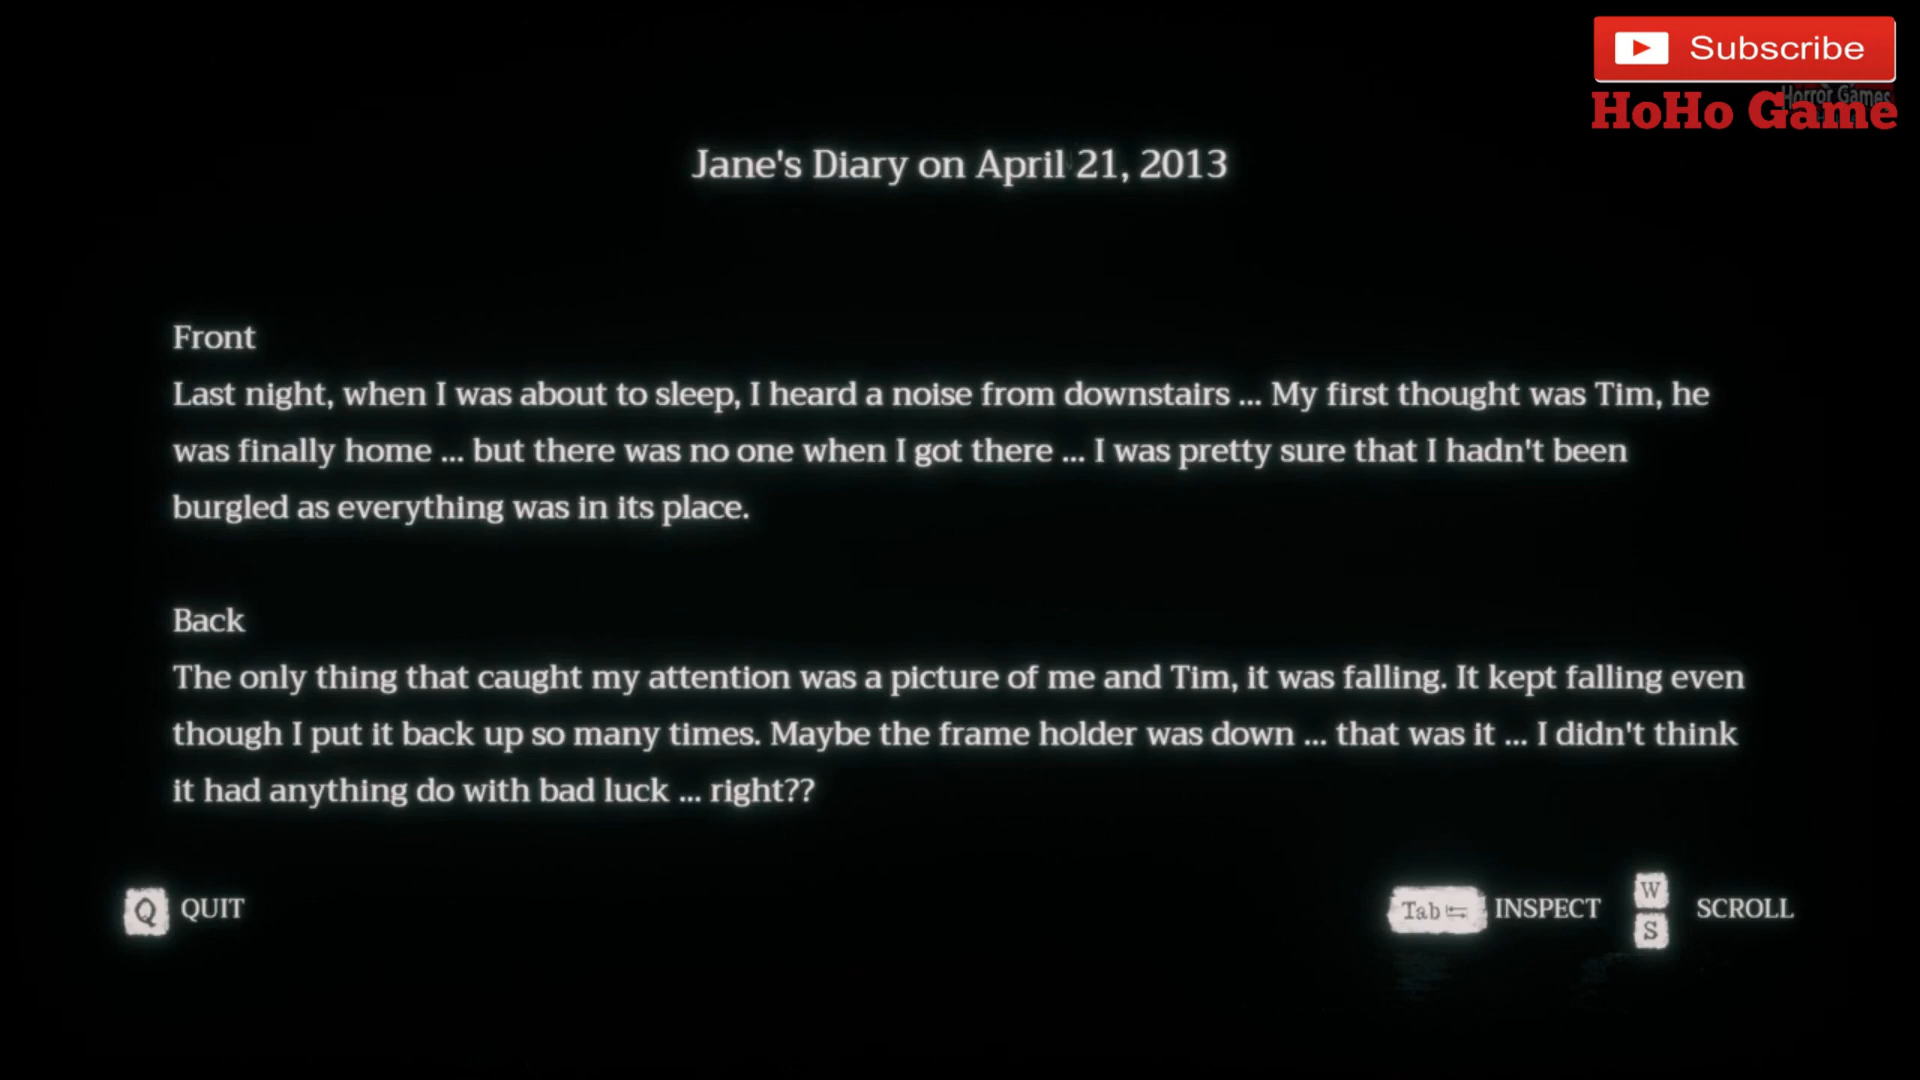 Subscribe
Horror Games
HoHo Game
Jane's Diary on April 21, 2013
Front
Last night, when I was about to sleep, I heard a noise from downstairs ... My first thought was Tim, he
was finally home ... but there was no one when I got there ... I was pretty sure that I hadn't been
burgled as everything was in its place.
Back
The only thing that caught my attention was a picture of me and Tim, it was falling. It kept falling even
though I put it back up so many times. Maybe the frame holder was down ... that was it ... I didn't think
it had anything do with bad luck ... right??
Q QUIT
Tab INSPECT
W
S
SCROLL